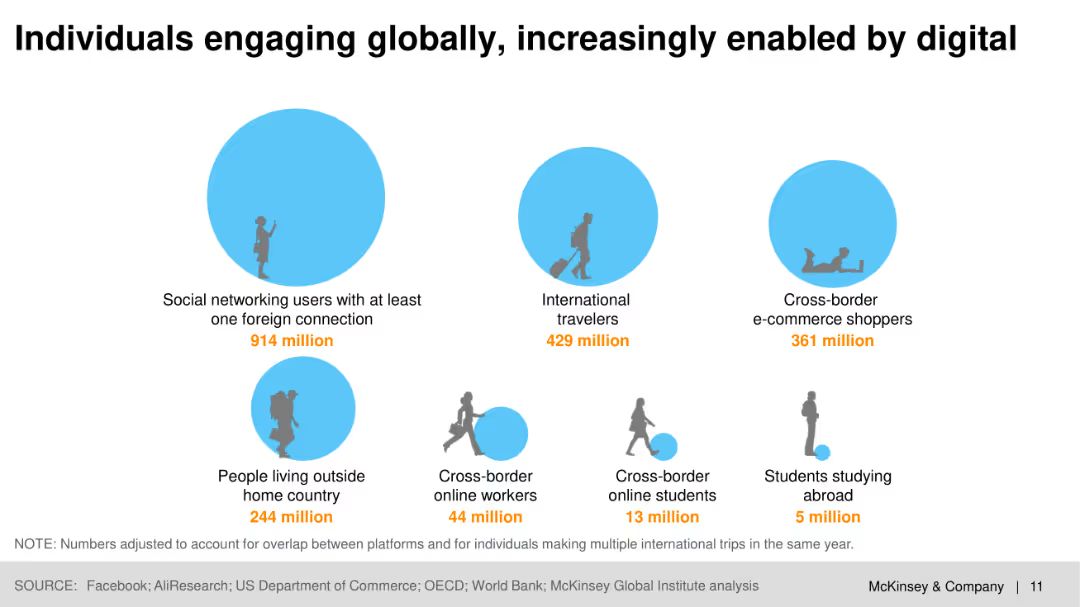 Individuals engaging globally, increasingly enabled by digital
Social networking users with at least
one foreign connection
914 million
International
travelers
429 million
Cross-border
e-commerce shoppers
361 million
People living outside
home country
244 million
Cross-border
online workers
44 million
Cross-border
online students
13 million
Students studying
abroad
5 million
NOTE: Numbers adjusted to account for overlap between platforms and for individuals making multiple international trips in the same year.
SOURCE: Facebook; AliResearch; US Department of Commerce; OECD; World Bank; McKinsey Global Institute analysis
McKinsey & Company | 11